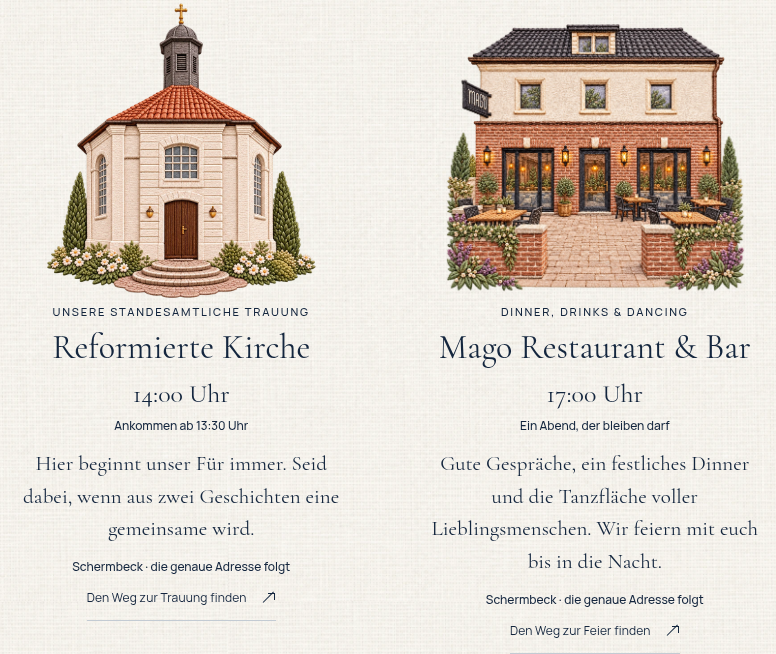 MAGO
UNSERE STANDESAMTLICHE TRAUUNG
Reformierte Kirche
14:00 Uhr
Ankommen ab 13:30 Uhr
Hier beginnt unser Für immer. Seid
dabei, wenn aus zwei Geschichten eine
gemeinsame wird.
Schermbeck · die genaue Adresse folgt
Den Weg zur Trauung finden
DINNER, DRINKS & DANCING
Mago Restaurant & Bar
17:00 Uhr
Ein Abend, der bleiben darf
Gute Gespräche, ein festliches Dinner
und die Tanzfläche voller
Lieblingsmenschen. Wir feiern mit euch
bis in die Nacht.
Schermbeck · die genaue Adresse folgt
Den Weg zur Feier finden